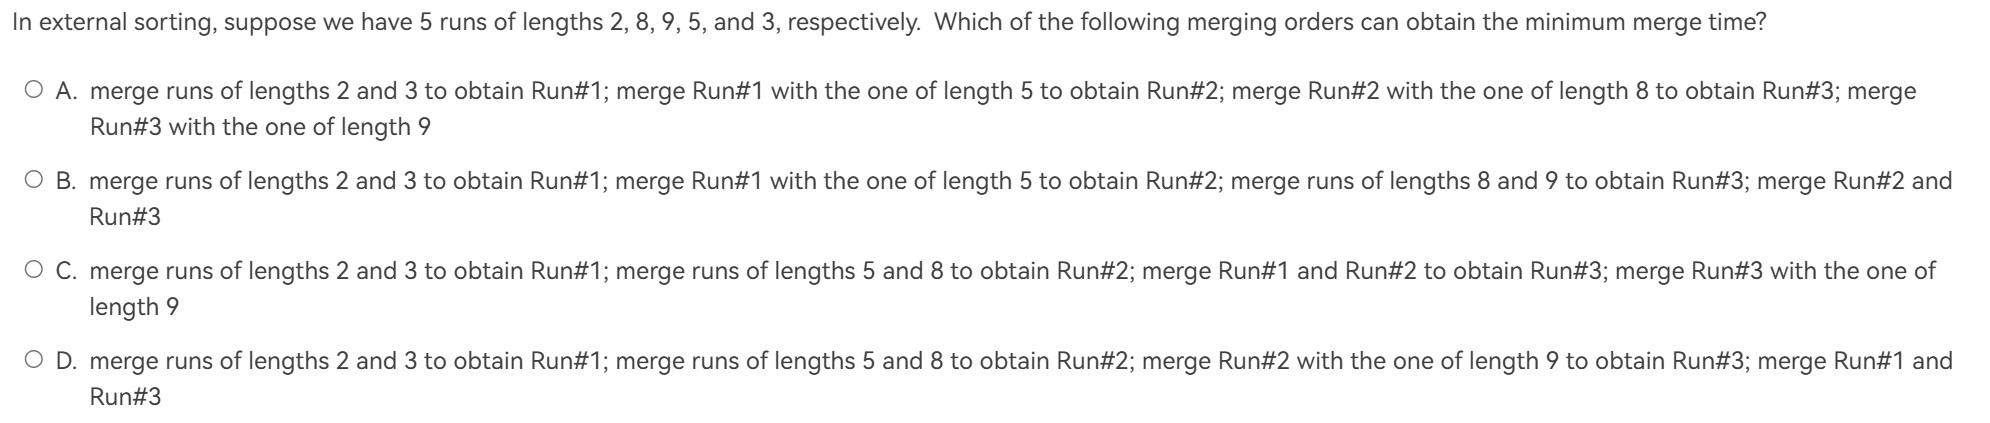 In external sorting, suppose we have 5 runs of lengths 2, 8, 9, 5, and 3, respectively.  Which of the following merging orders can obtain the minimum merge time?
A. merge runs of lengths 2 and 3 to obtain Run#1; merge Run#1 with the one of length 5 to obtain Run#2; merge Run#2 with the one of length 8 to obtain Run#3; merge
Run#3 with the one of length 9
B. merge runs of lengths 2 and 3 to obtain Run#1; merge Run#1 with the one of length 5 to obtain Run#2; merge runs of lengths 8 and 9 to obtain Run#3; merge Run#2 and
Run#3
C. merge runs of lengths 2 and 3 to obtain Run#1; merge runs of lengths 5 and 8 to obtain Run#2; merge Run#1 and Run#2 to obtain Run#3; merge Run#3 with the one of
length 9
D. merge runs of lengths 2 and 3 to obtain Run#1; merge runs of lengths 5 and 8 to obtain Run#2; merge Run#2 with the one of length 9 to obtain Run#3; merge Run#1 and
Run#3